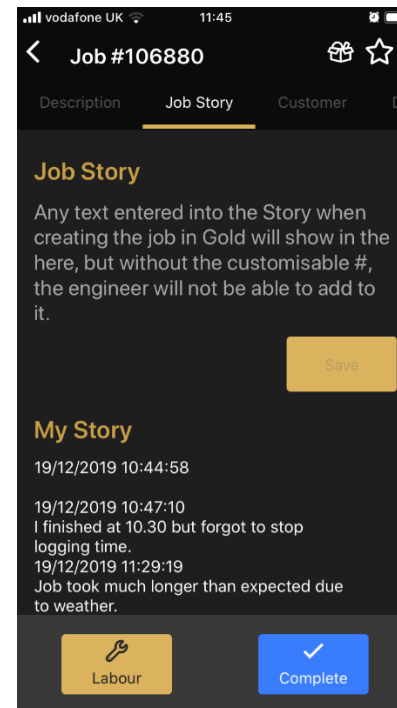 vodafone UK 11:45
Job #106880
Description Job Story Customer
Job Story
Any text entered into the Story when
creating the job in Gold will show in the
here, but without the customisable #,
the engineer will not be able to add to
it.
Save
My Story
19/12/2019 10:44:58
19/12/2019 10:47:10
I finished at 10.30 but forgot to stop
logging time.
19/12/2019 11:29:19
Job took much longer than expected due
to weather.
Labour Complete